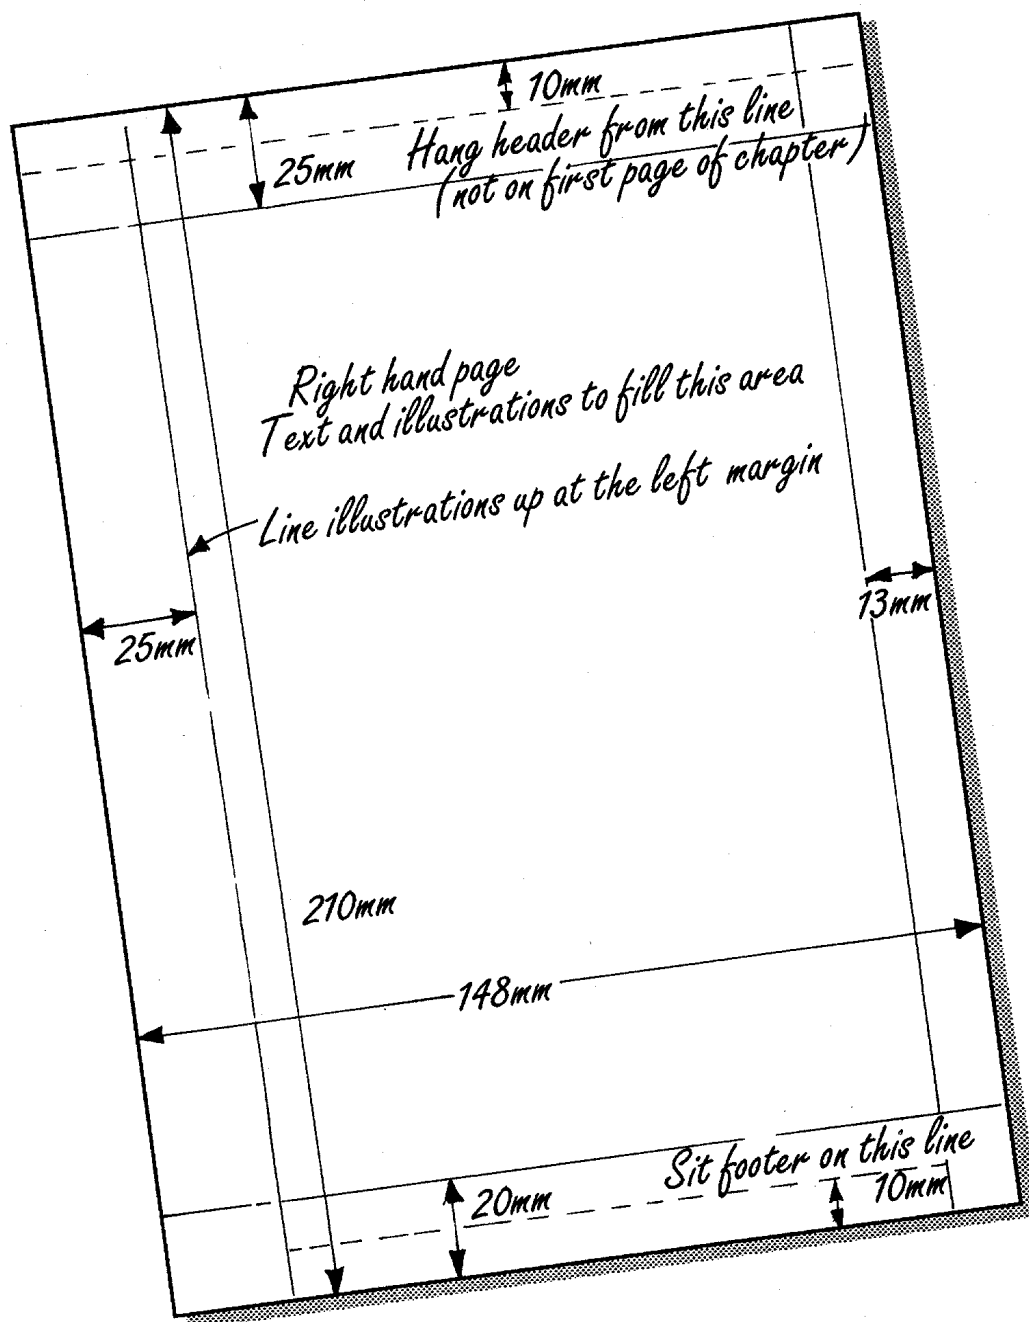 10mm
Hang header from this line
25mm
(not on first page of chapter)
Right hand page
Text and illustrations to fill this area
Line illustrations up at the left margin
13mm
25mm
210mm
148mm
Sit footer on this line
20mm
10mm